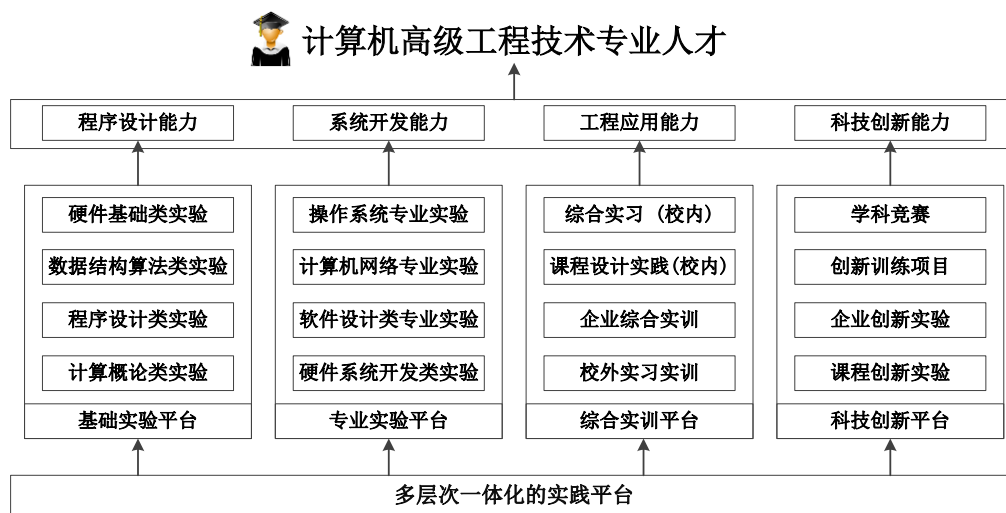 计算机高级工程技术专业人才
程序设计能力
系统开发能力
工程应用能力
科技创新能力
硬件基础类实验
数据结构算法类实验
程序设计类实验
计算概论类实验
基础实验平台
操作系统专业实验
计算机网络专业实验
软件设计类专业实验
硬件系统开发类实验
专业实验平台
综合实习 (校内)
课程设计实践(校内)
企业综合实训
校外实习实训
综合实训平台
学科竞赛
创新训练项目
企业创新实验
课程创新实验
科技创新平台
多层次一体化的实践平台